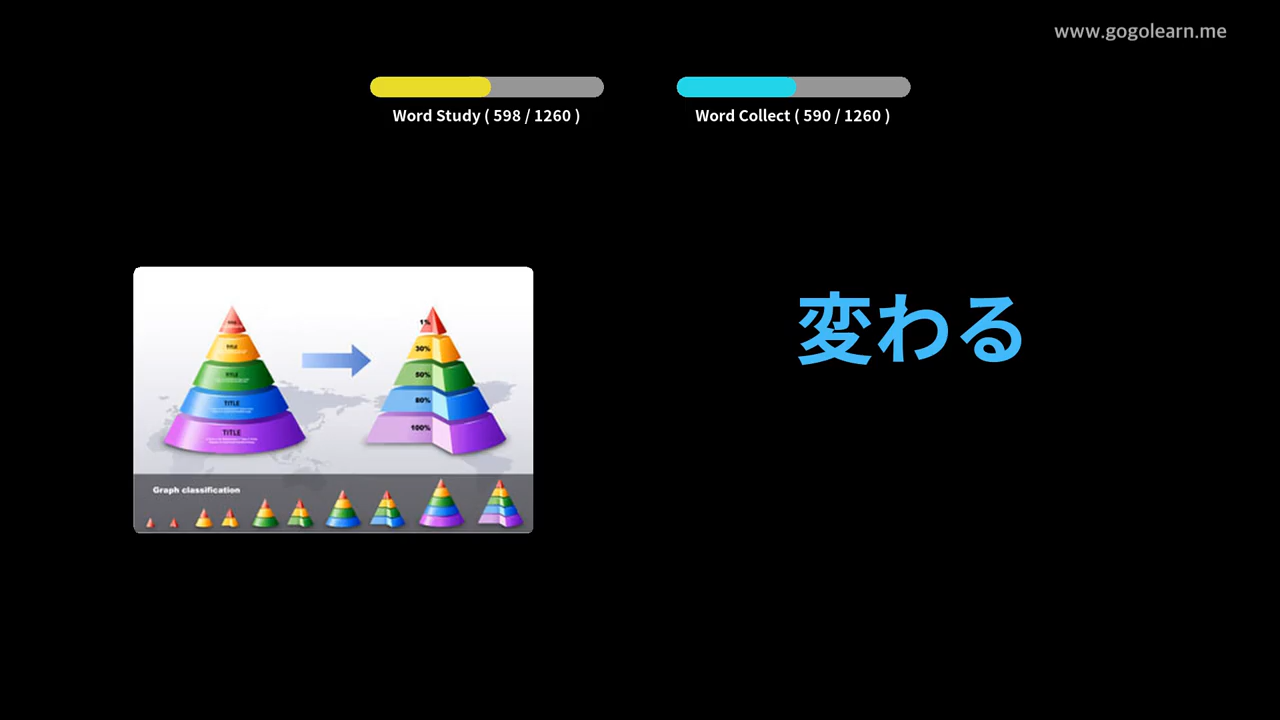 www.gogolearn.me
Word Study ( 598 / 1260 )
Word Collect ( 590 / 1260 )
変わる
TITLE
TITLE
TITLE
TITLE
1%
30%
50%
80%
100%
Graph classification